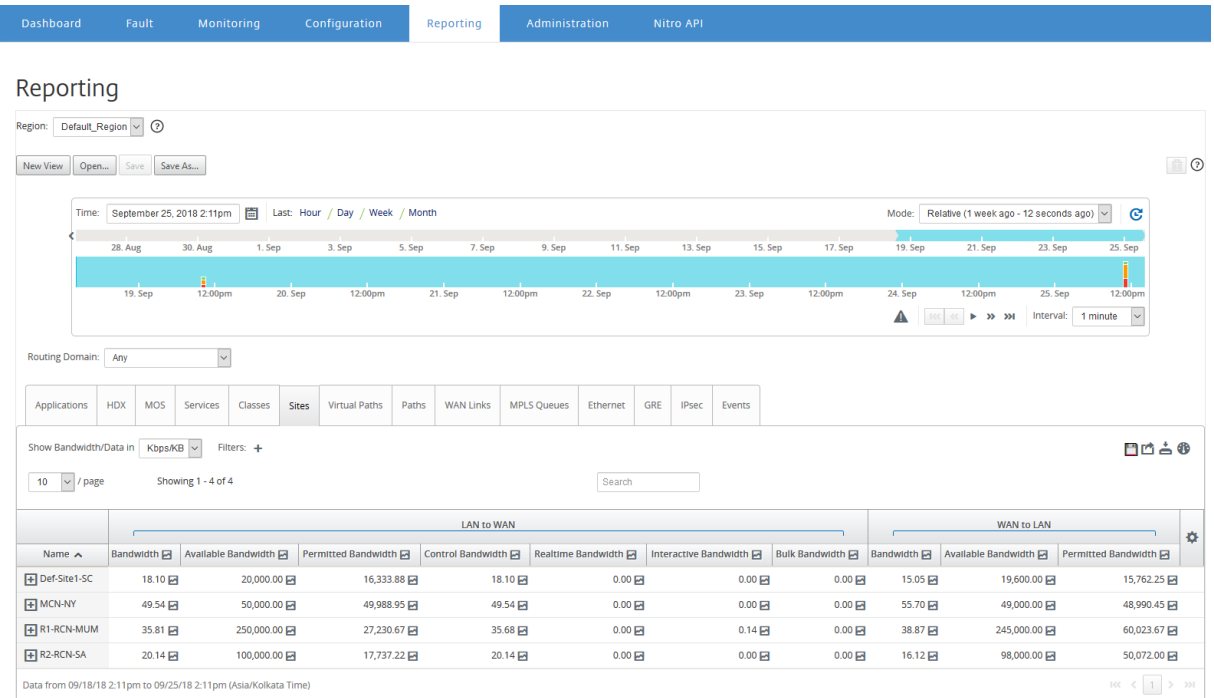 Dashboard Fault Monitoring Configuration Reporting Administration Nitro API
Reporting
Region: Default_Region ?
New View Open... Save Save As... ?
Time: September 25, 2018 2:11pm Last: Hour / Day / Week / Month Mode: Relative (1 week ago - 12 seconds ago)
28. Aug 30. Aug 1. Sep 3. Sep 5. Sep 7. Sep 9. Sep 11. Sep 13. Sep 15. Sep 17. Sep 19. Sep 21. Sep 23. Sep 25. Sep
19. Sep 12:00pm 20. Sep 12:00pm 21. Sep 12:00pm 22. Sep 12:00pm 23. Sep 12:00pm 24. Sep 12:00pm 25. Sep 12:00pm
Interval: 1 minute
Routing Domain: Any
Applications HDX MOS Services Classes Sites Virtual Paths Paths WAN Links MPLS Queues Ethernet GRE IPsec Events
Show Bandwidth/Data in Kbps/KB Filters: +
10 / page Showing 1 - 4 of 4 Search
LAN to WAN WAN to LAN
Name Bandwidth Available Bandwidth Permitted Bandwidth Control Bandwidth Realtime Bandwidth Interactive Bandwidth Bulk Bandwidth Bandwidth Available Bandwidth Permitted Bandwidth
Def-Site1-SC 18.10 20,000.00 16,333.88 18.10 0.00 0.00 0.00 15.05 19,600.00 15,762.25
MCN-NY 49.54 50,000.00 49,988.95 49.54 0.00 0.00 0.00 55.70 49,000.00 48,990.45
R1-RCN-MUM 35.81 250,000.00 27,230.67 35.68 0.00 0.14 0.00 38.87 245,000.00 60,023.67
R2-RCN-SA 20.14 100,000.00 17,737.22 20.14 0.00 0.00 0.00 16.12 98,000.00 50,072.00
Data from 09/18/18 2:11pm to 09/25/18 2:11pm (Asia/Kolkata Time) 1